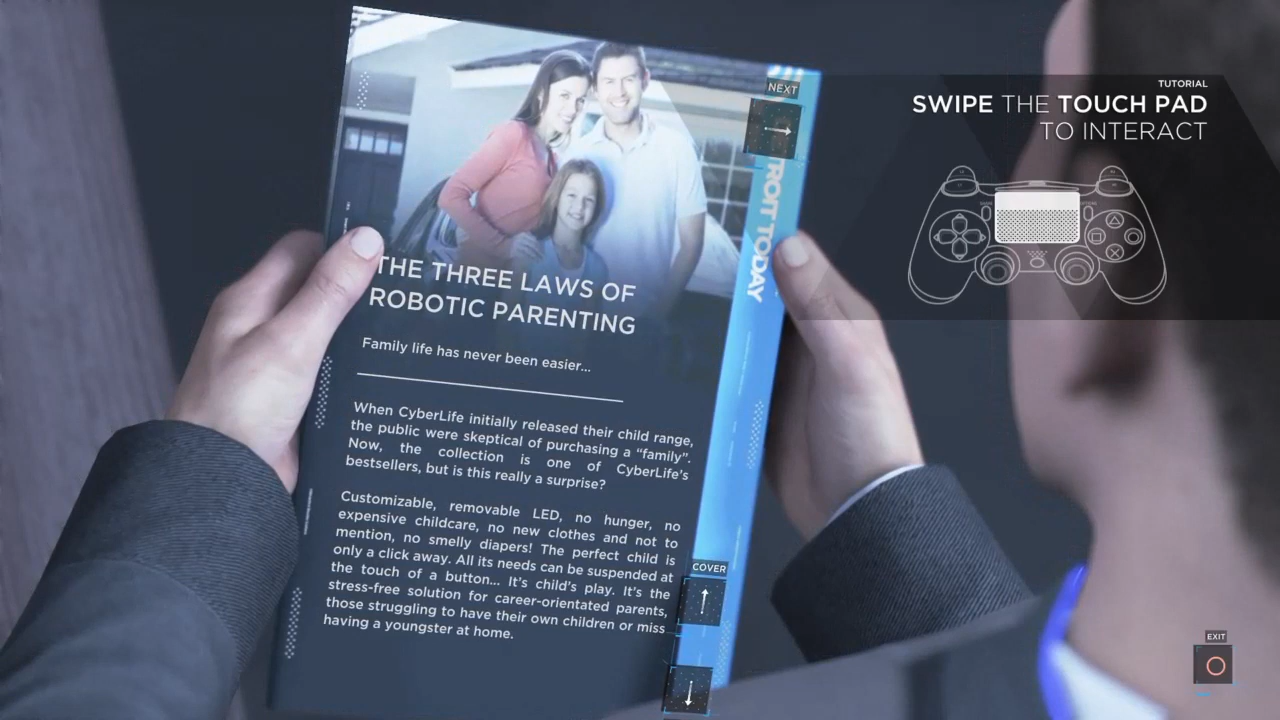 TUTORIAL
SWIPE THE TOUCH PAD
TO INTERACT
NEXT
TROIT TODAY
THE THREE LAWS OF
ROBOTIC PARENTING
Family life has never been easier...
When CyberLife initially released their child range,
the public were skeptical of purchasing a “family”.
Now, the collection is one of CyberLife's
bestsellers, but is this really a surprise?
Customizable, removable LED, no hunger, no
expensive childcare, no new clothes and not to
mention, no smelly diapers! The perfect child is
only a click away. All its needs can be suspended at
the touch of a button... It's child's play. It's the
stress-free solution for career-orientated parents,
those struggling to have their own children or miss
having a youngster at home.
COVER
EXIT